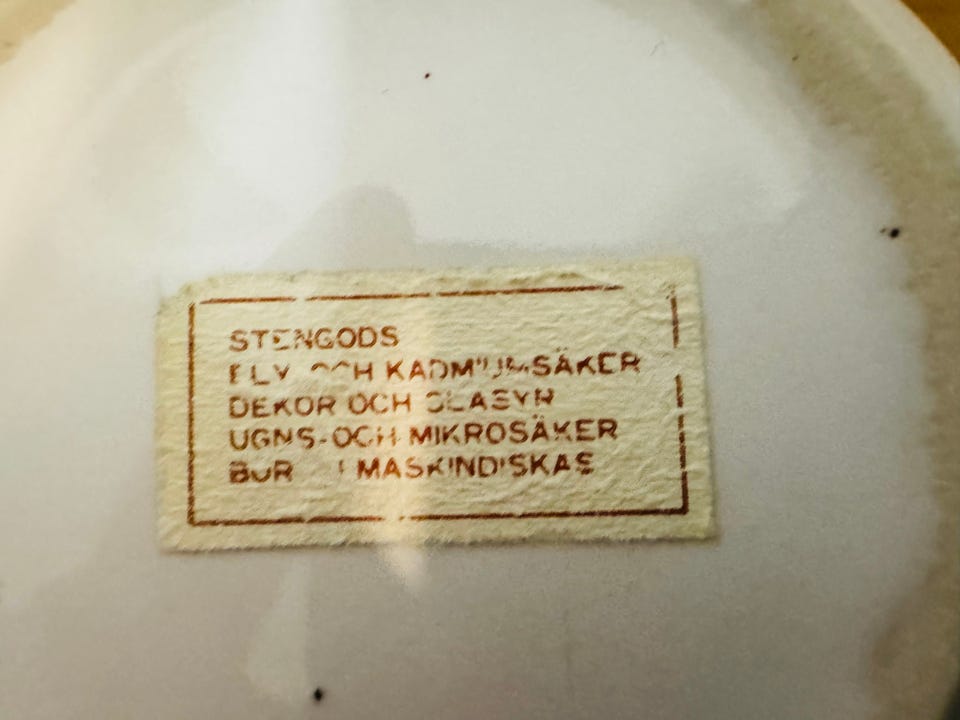 STENGODS
BLY- OCH KADMIUMSÄKER
DEKOR OCH GLASYR
UGNS-OCH MIKROSÄKER
BÖR MASKINDISKAS